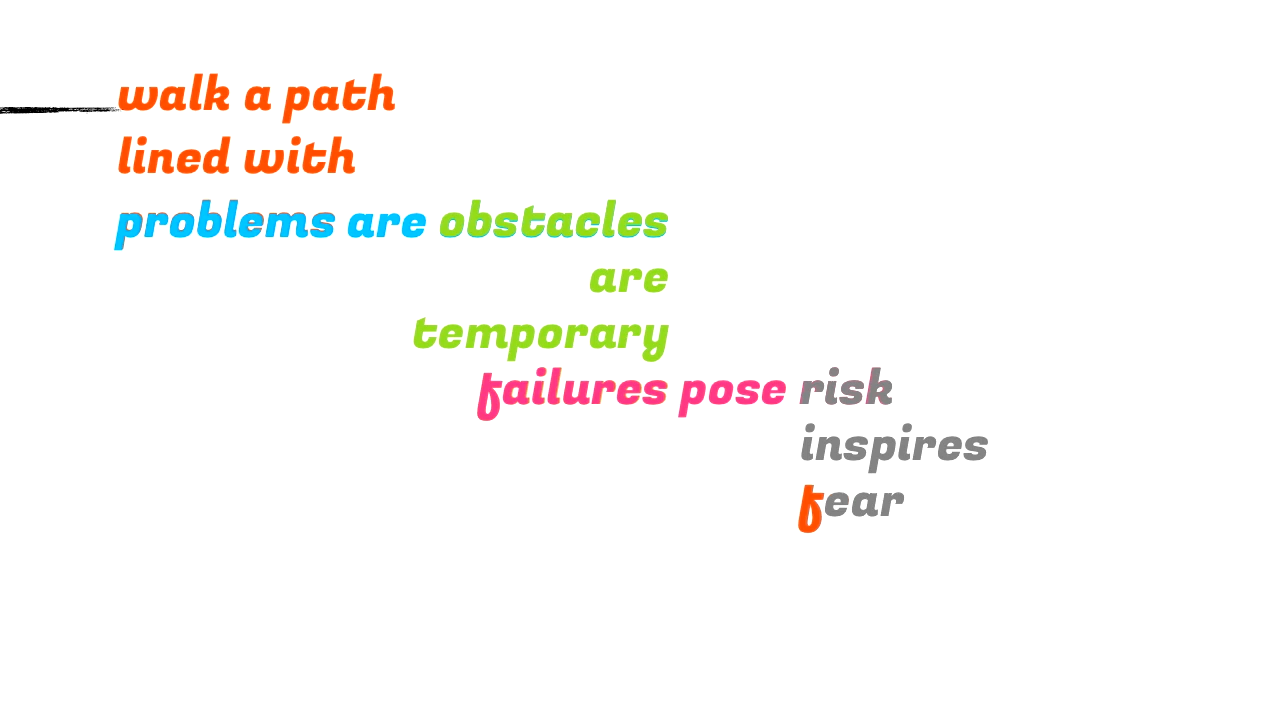 walk a path
lined with
problems are obstacles
are
temporary
failures pose risk
inspires
fear